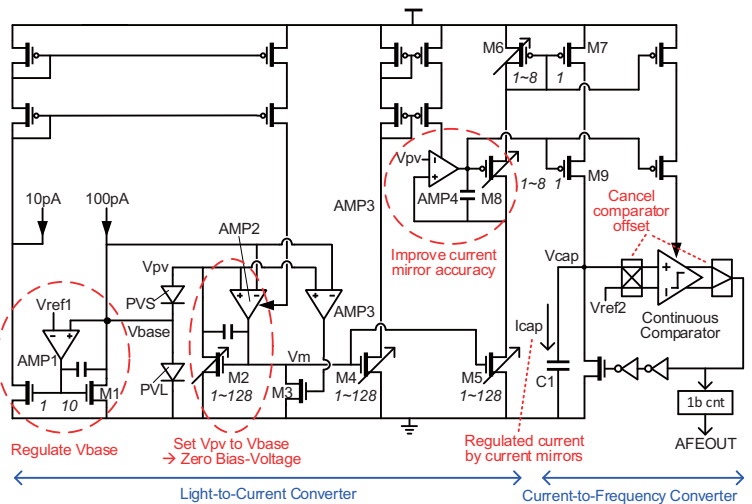 M6
M7
1~8
1
Vpv
AMP4
M8
1~8
1
M9
AMP3
Improve current
mirror accuracy
Cancel
comparator
offset
10pA
100pA
AMP2
Vpv
PVS
Vbase
PVL
Vref1
AMP1
1
10
M1
Regulate Vbase
AMP3
Vm
M2
1~128
M3
M4
1~128
M5
1~128
Set Vpv to Vbase
→ Zero Bias-Voltage
Vcap
Vref2
Continuous
Comparator
Icap
C1
Regulated current
by current mirrors
1b cnt
AFEOUT
Light-to-Current Converter
Current-to-Frequency Converter